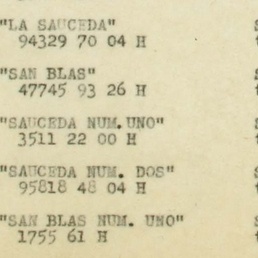 "LA SAUCEDA"
94329 70 04 H
"SAN BLAS"
47745 93 26 H
"SAUCEDA NUM. UNO"
3511 22 00 H
"SAUCEDA NUM. DOS"
95818 48 04 H
"SAN BLAS NUM. UNO"
1755 61 H